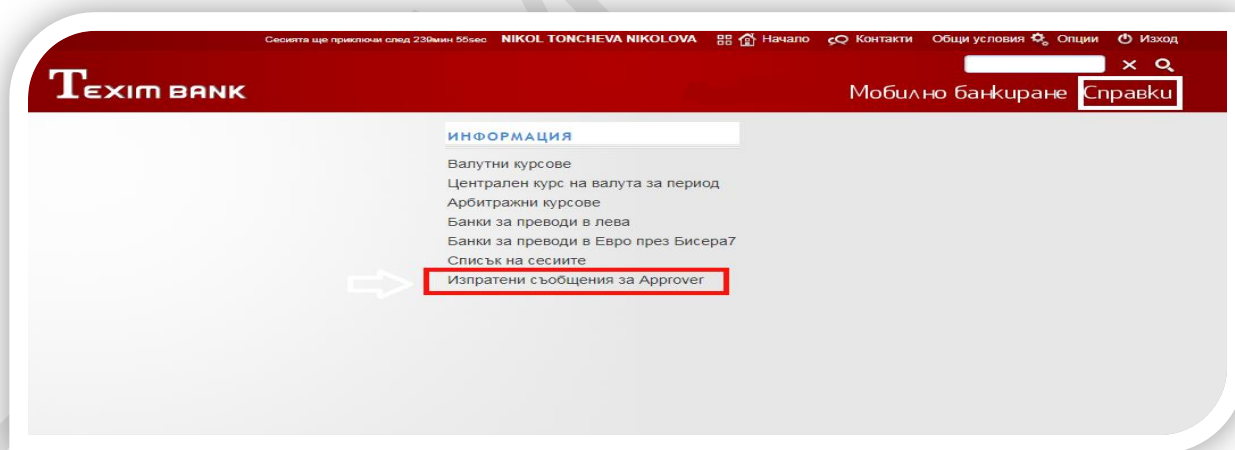 Сесията ще приключи след 239мин 55sec NIKOL TONCHEVA NIKOLOVA Начало Контакти Общи условия Опции Изход
TEXIM BANK
Мобилно банкиране Справки
ИНФОРМАЦИЯ
Валутни курсове
Централен курс на валута за период
Арбитражни курсове
Банки за преводи в лева
Банки за преводи в Евро през Бисера7
Списък на сесиите
Изпратени съобщения за Approver